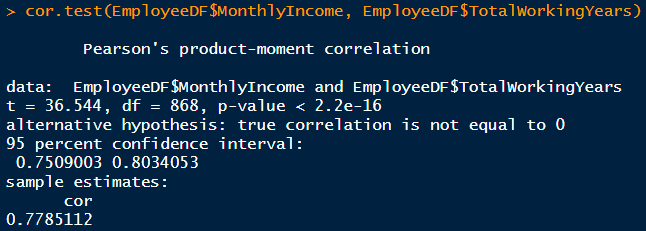 > cor.test(EmployeeDF$MonthlyIncome, EmployeeDF$TotalWorkingYears)
Pearson's product-moment correlation
data:  EmployeeDF$MonthlyIncome and EmployeeDF$TotalWorkingYears
t = 36.544, df = 868, p-value < 2.2e-16
alternative hypothesis: true correlation is not equal to 0
95 percent confidence interval:
0.7509003 0.8034053
sample estimates:
cor
0.7785112